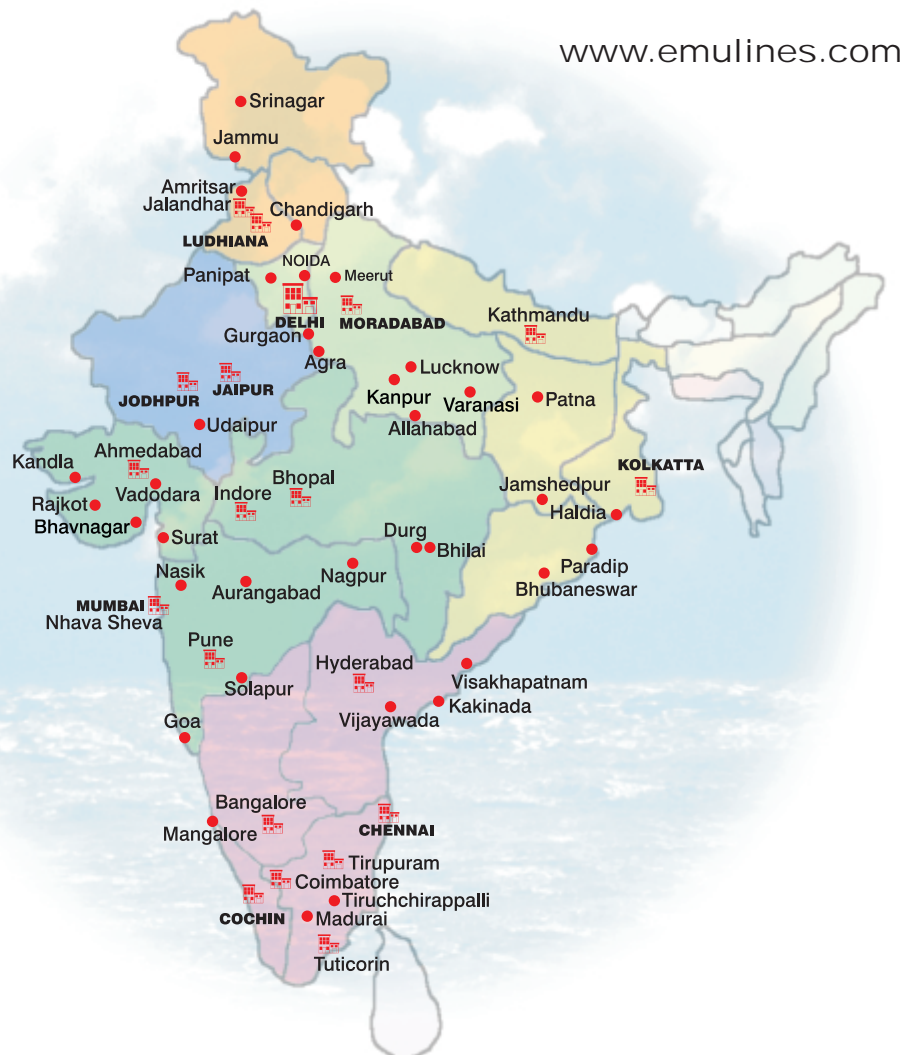 www.emulines.com
Srinagar
Jammu
Amritsar
Jalandhar
Chandigarh
LUDHIANA
NOIDA
Panipat
Meerut
DELHI
MORADABAD
Kathmandu
Gurgaon
Agra
Lucknow
JAIPUR
JODHPUR
Kanpur
Varanasi
Patna
Allahabad
Udaipur
Ahmedabad
Kandla
KOLKATTA
Bhopal
Jamshedpur
Vadodara
Indore
Rajkot
Haldia
Bhavnagar
Surat
Durg
Bhilai
Paradip
Nasik
Nagpur
Aurangabad
Bhubaneswar
MUMBAI
Nhava Sheva
Pune
Hyderabad
Visakhapatnam
Solapur
Kakinada
Vijayawada
Goa
Bangalore
Mangalore
CHENNAI
Tirupuram
Coimbatore
Tiruchchirappalli
COCHIN
Madurai
Tuticorin